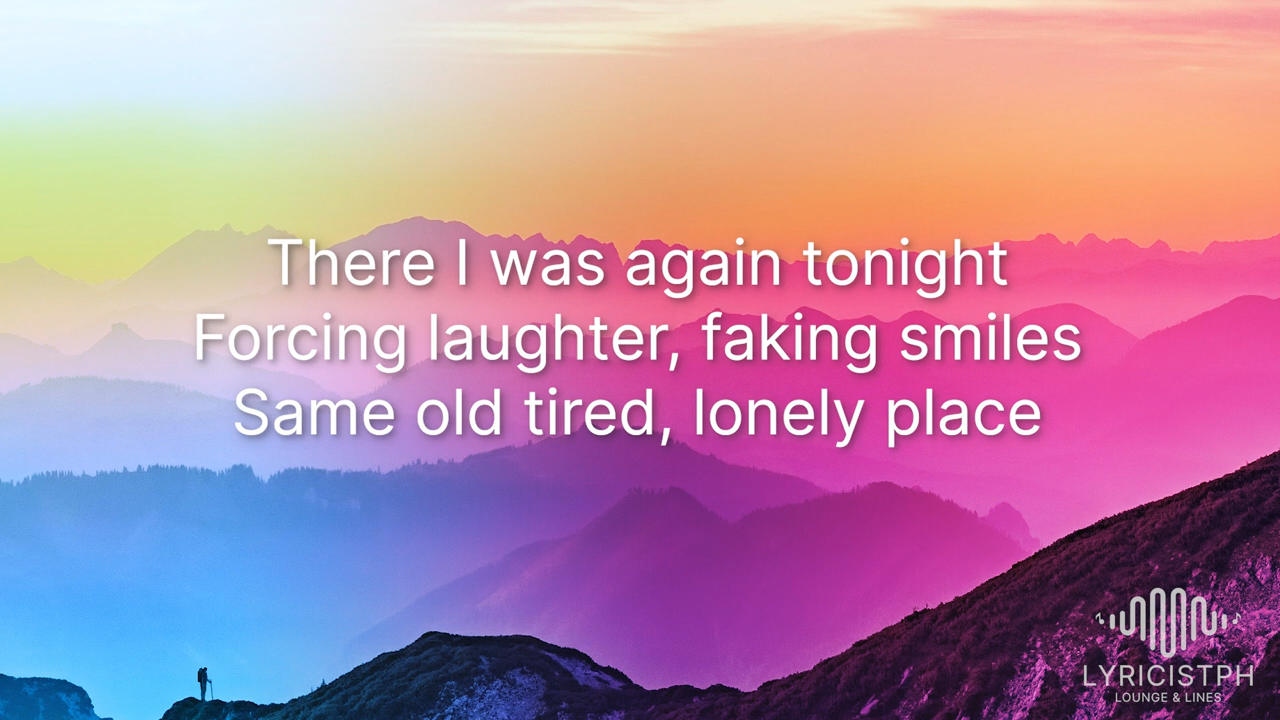 There I was again tonight
Forcing laughter, faking smiles
Same old tired, lonely place
LYRICISTPH
LOUNGE & LINES